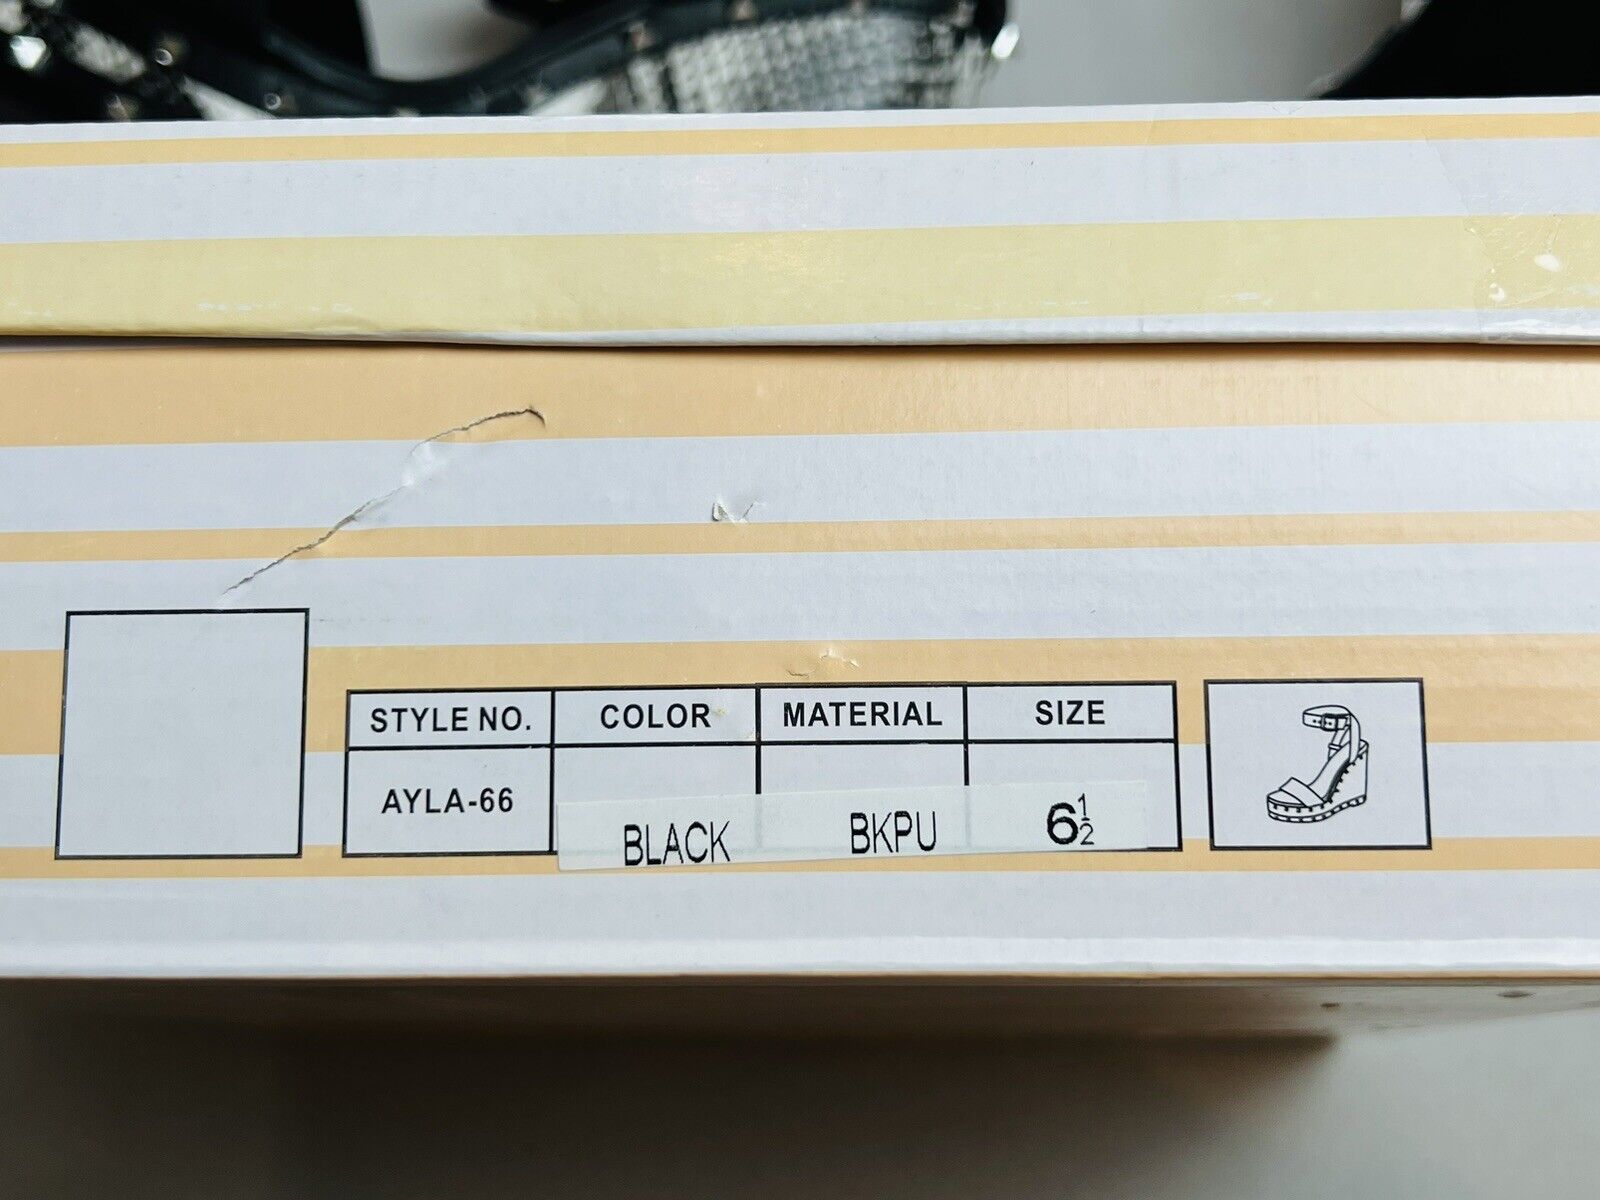 STYLE NO. COLOR MATERIAL SIZE
AYLA-66 BLACK BKPU 6½